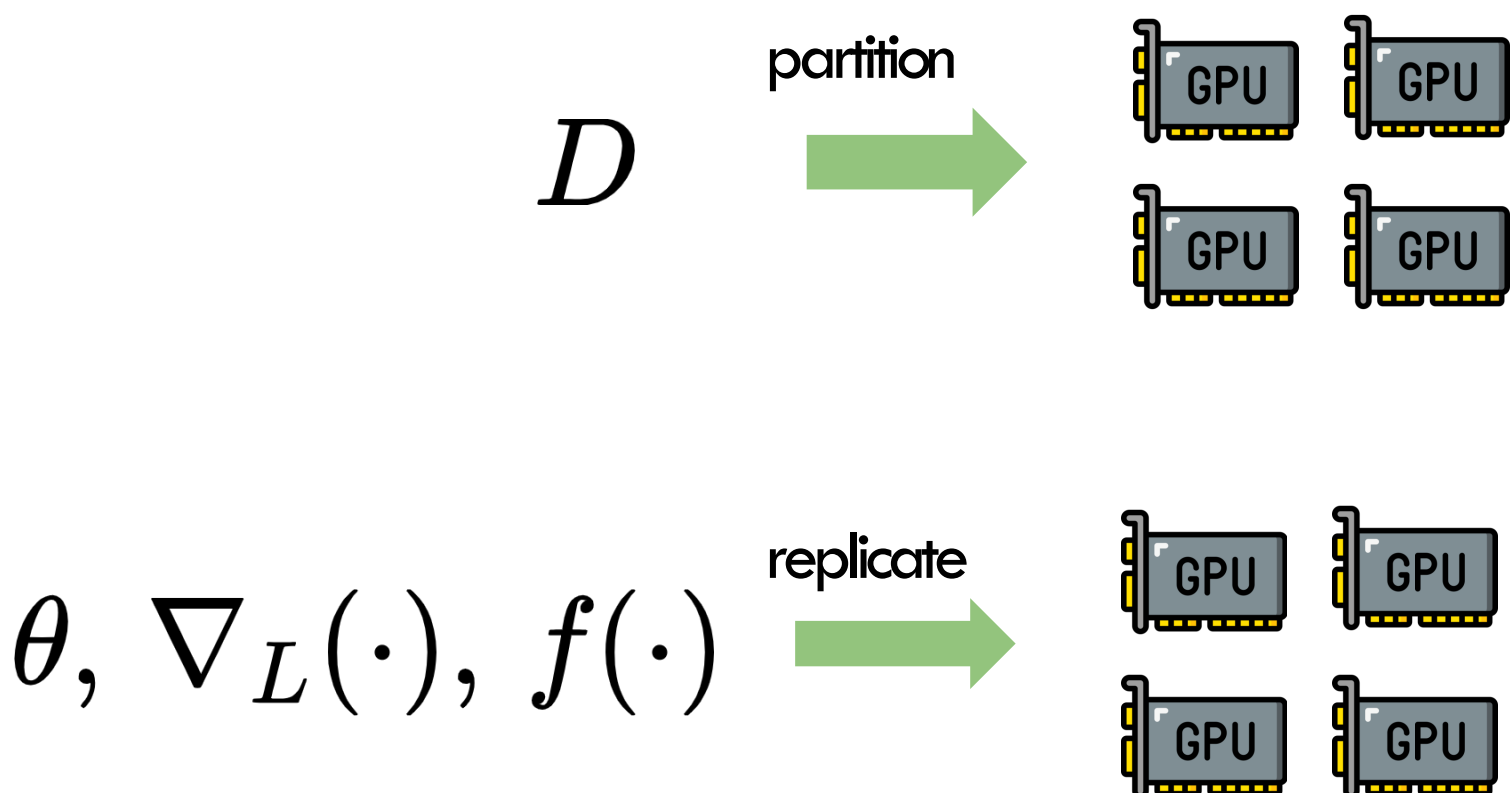 partition
GPU GPU
D
GPU GPU
replicate
GPU GPU
θ, ∇_L(·), f(·)
GPU GPU